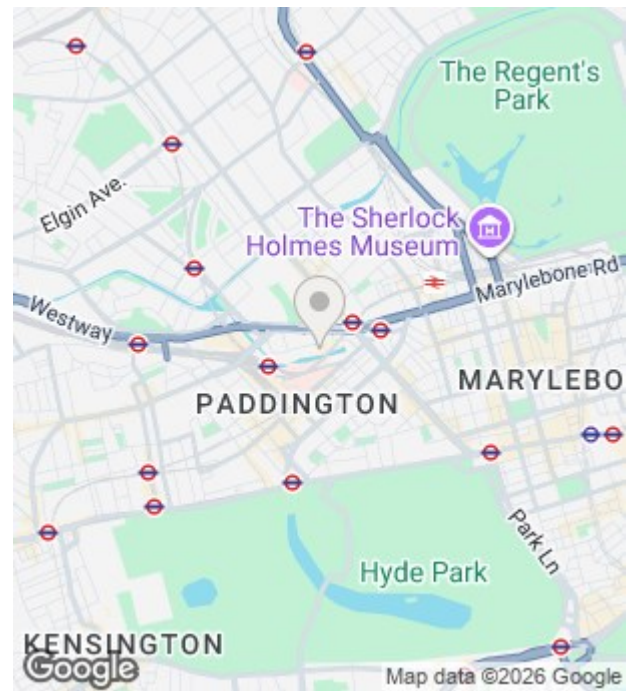 The Regent's
Park
Elgin Ave.
The Sherlock
Holmes Museum
Marylebone Rd
Westway
MARYLEBO
PADDINGTON
Park Ln
Hyde Park
KENSINGTON
Google
Map data ©2026 Google